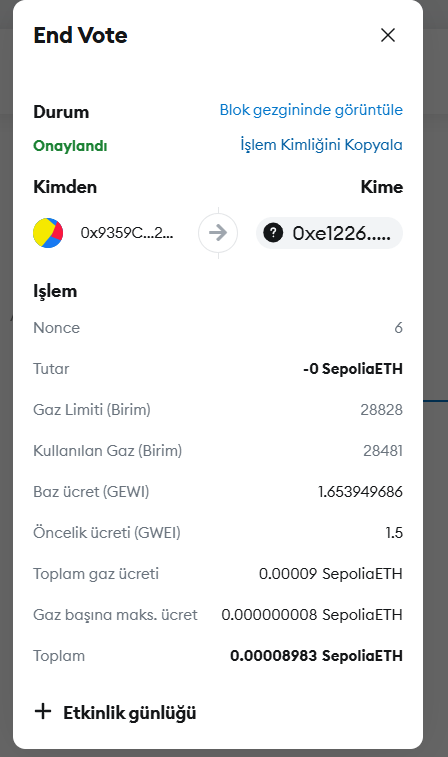 End Vote
Durum Blok gezgininde görüntüle
Onaylandı İşlem Kimliğini Kopyala
Kimden Kime
0x9359C...2... ? 0xe1226.....
İşlem
Nonce 6
Tutar -0 SepoliaETH
Gaz Limiti (Birim) 28828
Kullanılan Gaz (Birim) 28481
Baz ücret (GEWI) 1.653949686
Öncelik ücreti (GWEI) 1.5
Toplam gaz ücreti 0.00009 SepoliaETH
Gaz başına maks. ücret 0.000000008 SepoliaETH
Toplam 0.00008983 SepoliaETH
+ Etkinlik günlüğü